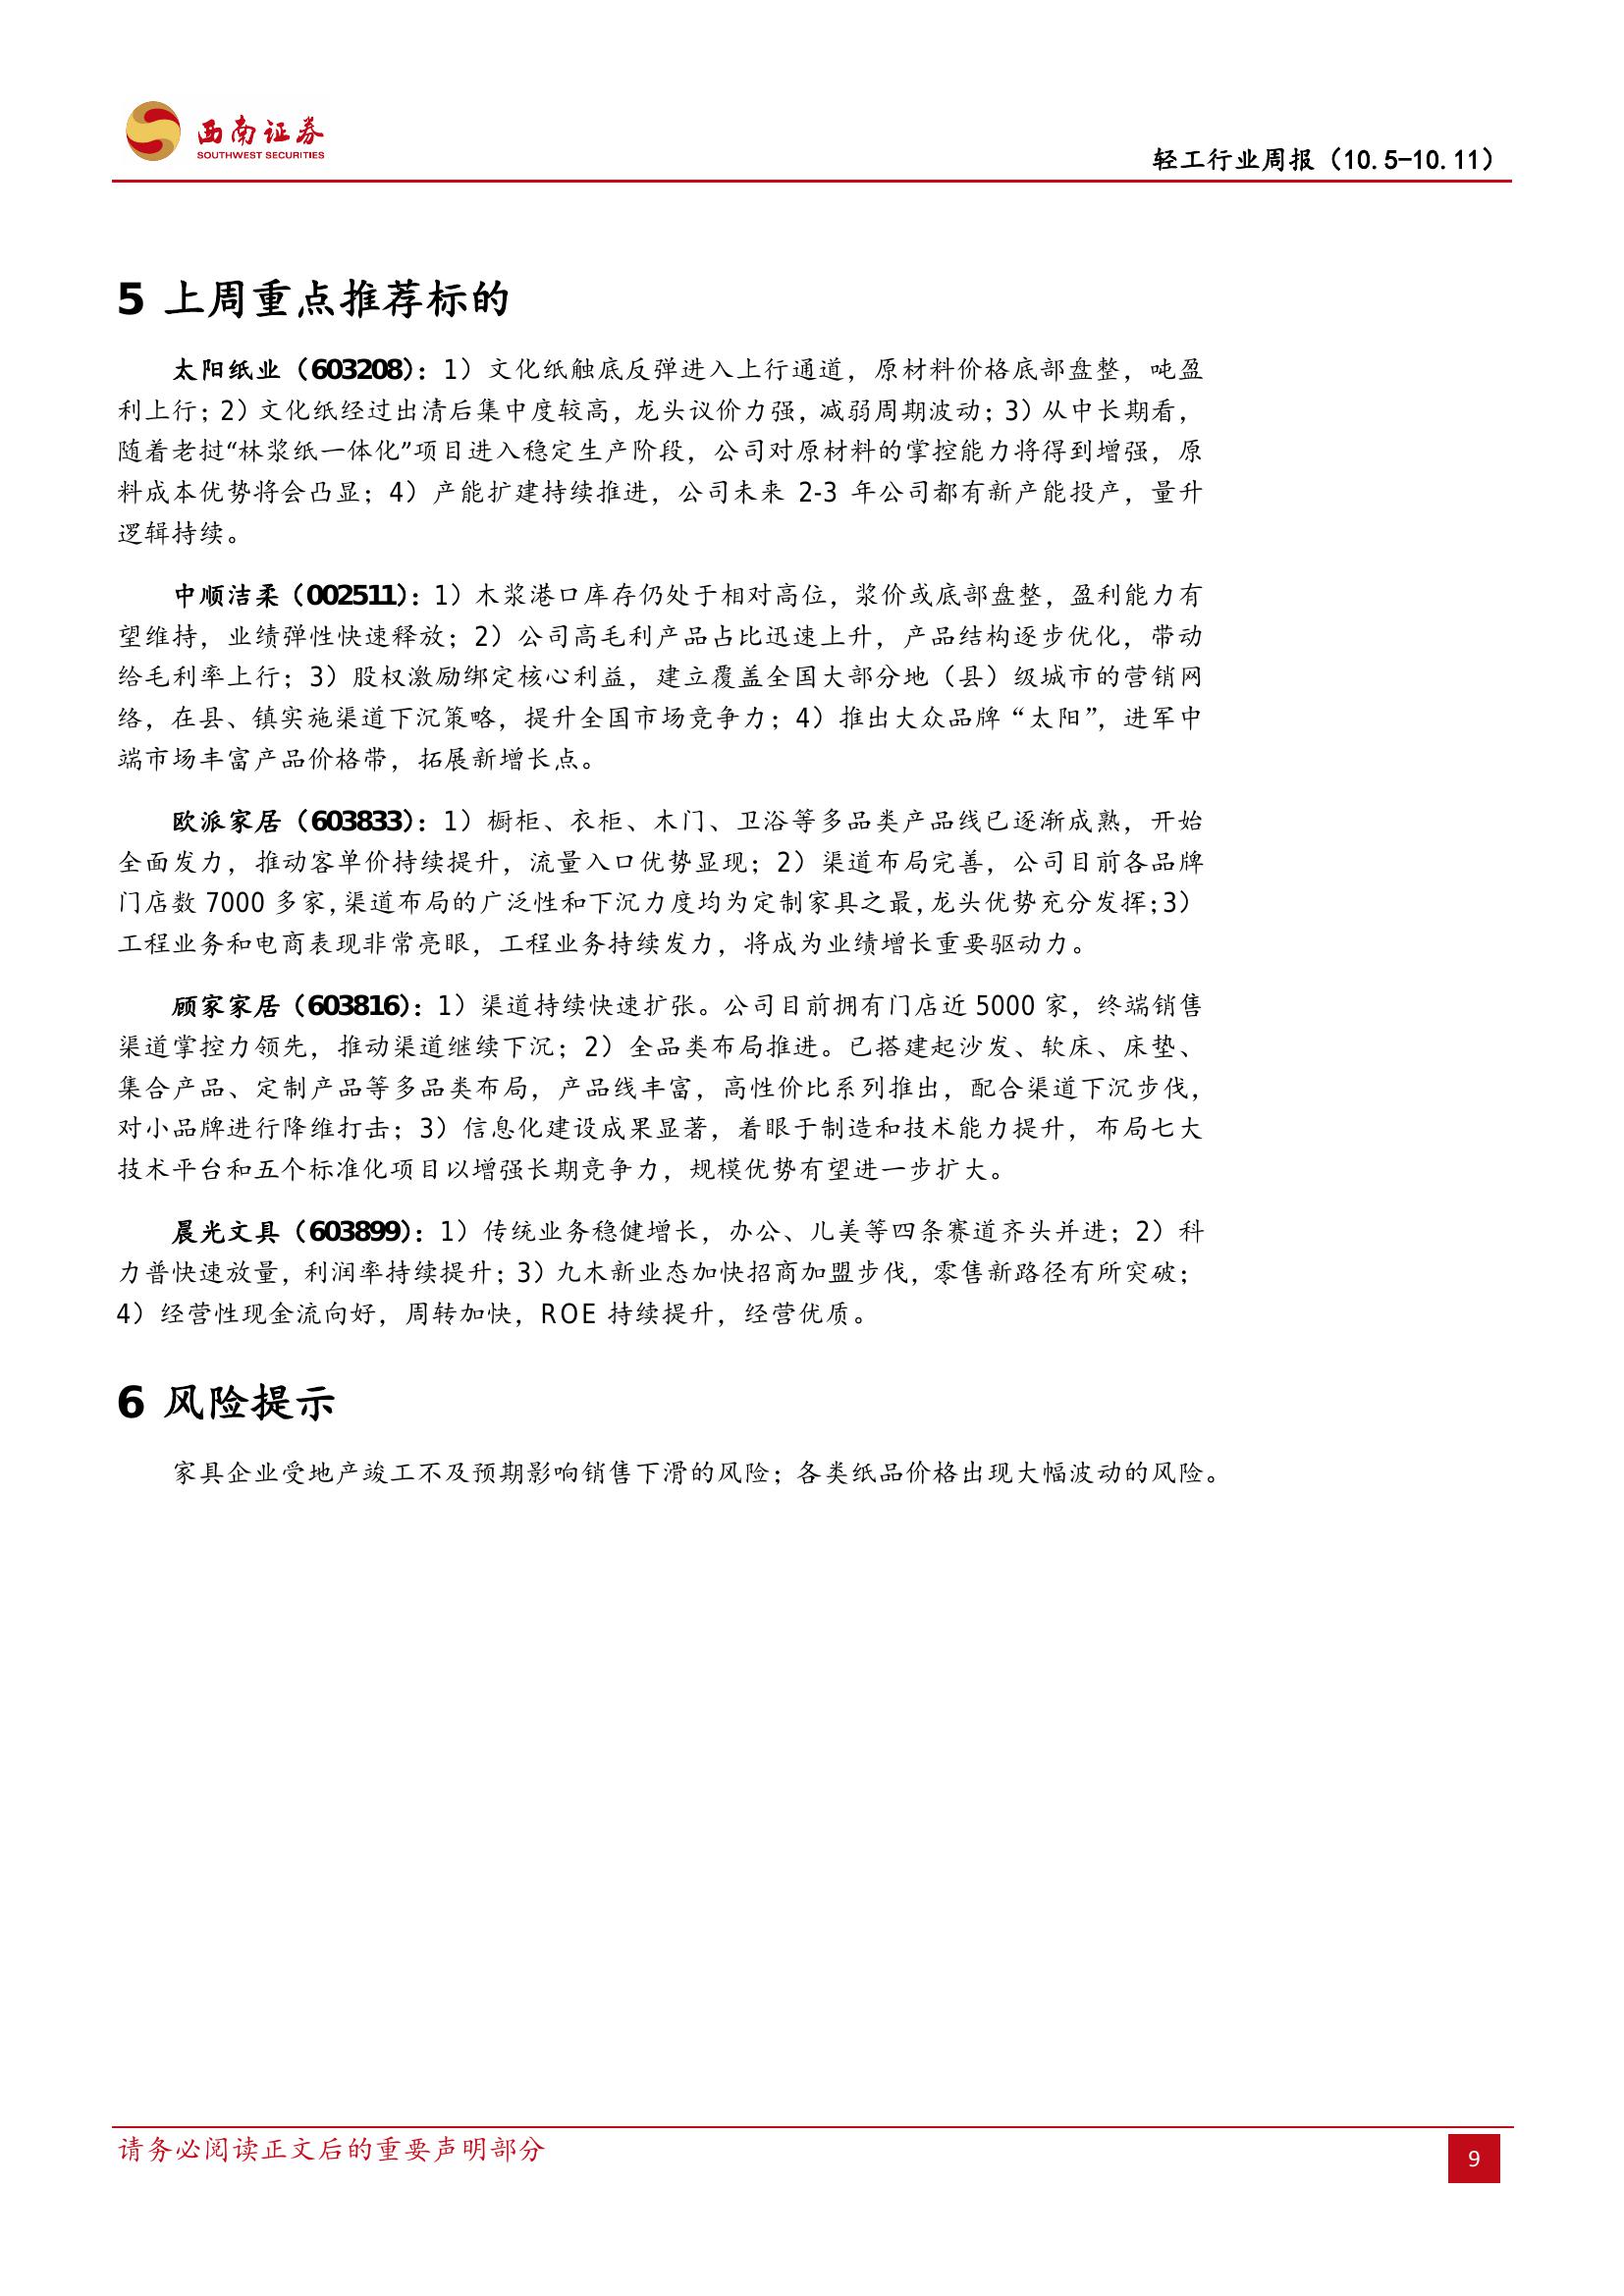 西南证券
SOUTHWEST SECURITIES
轻工行业周报（10.5-10.11）
5 上周重点推荐标的
太阳纸业（603208）：1）文化纸触底反弹进入上行通道，原材料价格底部盘整，吨盈
利上行；2）文化纸经过出清后集中度较高，龙头议价力强，减弱周期波动；3）从中长期看，
随着老挝“林浆纸一体化”项目进入稳定生产阶段，公司对原材料的掌控能力将得到增强，原
料成本优势将会凸显；4）产能扩建持续推进，公司未来 2-3 年公司都有新产能投产，量升
逻辑持续。
中顺洁柔（002511）：1）木浆港口库存仍处于相对高位，浆价或底部盘整，盈利能力有
望维持，业绩弹性快速释放；2）公司高毛利产品占比迅速上升，产品结构逐步优化，带动
给毛利率上行；3）股权激励绑定核心利益，建立覆盖全国大部分地（县）级城市的营销网
络，在县、镇实施渠道下沉策略，提升全国市场竞争力；4）推出大众品牌“太阳”，进军中
端市场丰富产品价格带，拓展新增长点。
欧派家居（603833）：1）橱柜、衣柜、木门、卫浴等多品类产品线已逐渐成熟，开始
全面发力，推动客单价持续提升，流量入口优势显现；2）渠道布局完善，公司目前各品牌
门店数 7000 多家，渠道布局的广泛性和下沉力度均为定制家具之最，龙头优势充分发挥；3）
工程业务和电商表现非常亮眼，工程业务持续发力，将成为业绩增长重要驱动力。
顾家家居（603816）：1）渠道持续快速扩张。公司目前拥有门店近 5000 家，终端销售
渠道掌控力领先，推动渠道继续下沉；2）全品类布局推进。已搭建起沙发、软床、床垫、
集合产品、定制产品等多品类布局，产品线丰富，高性价比系列推出，配合渠道下沉步伐，
对小品牌进行降维打击；3）信息化建设成果显著，着眼于制造和技术能力提升，布局七大
技术平台和五个标准化项目以增强长期竞争力，规模优势有望进一步扩大。
晨光文具（603899）：1）传统业务稳健增长，办公、儿美等四条赛道齐头并进；2）科
力普快速放量，利润率持续提升；3）九木新业态加快招商加盟步伐，零售新路径有所突破；
4）经营性现金流向好，周转加快，ROE 持续提升，经营优质。
6 风险提示
家具企业受地产竣工不及预期影响销售下滑的风险；各类纸品价格出现大幅波动的风险。
请务必阅读正文后的重要声明部分
9